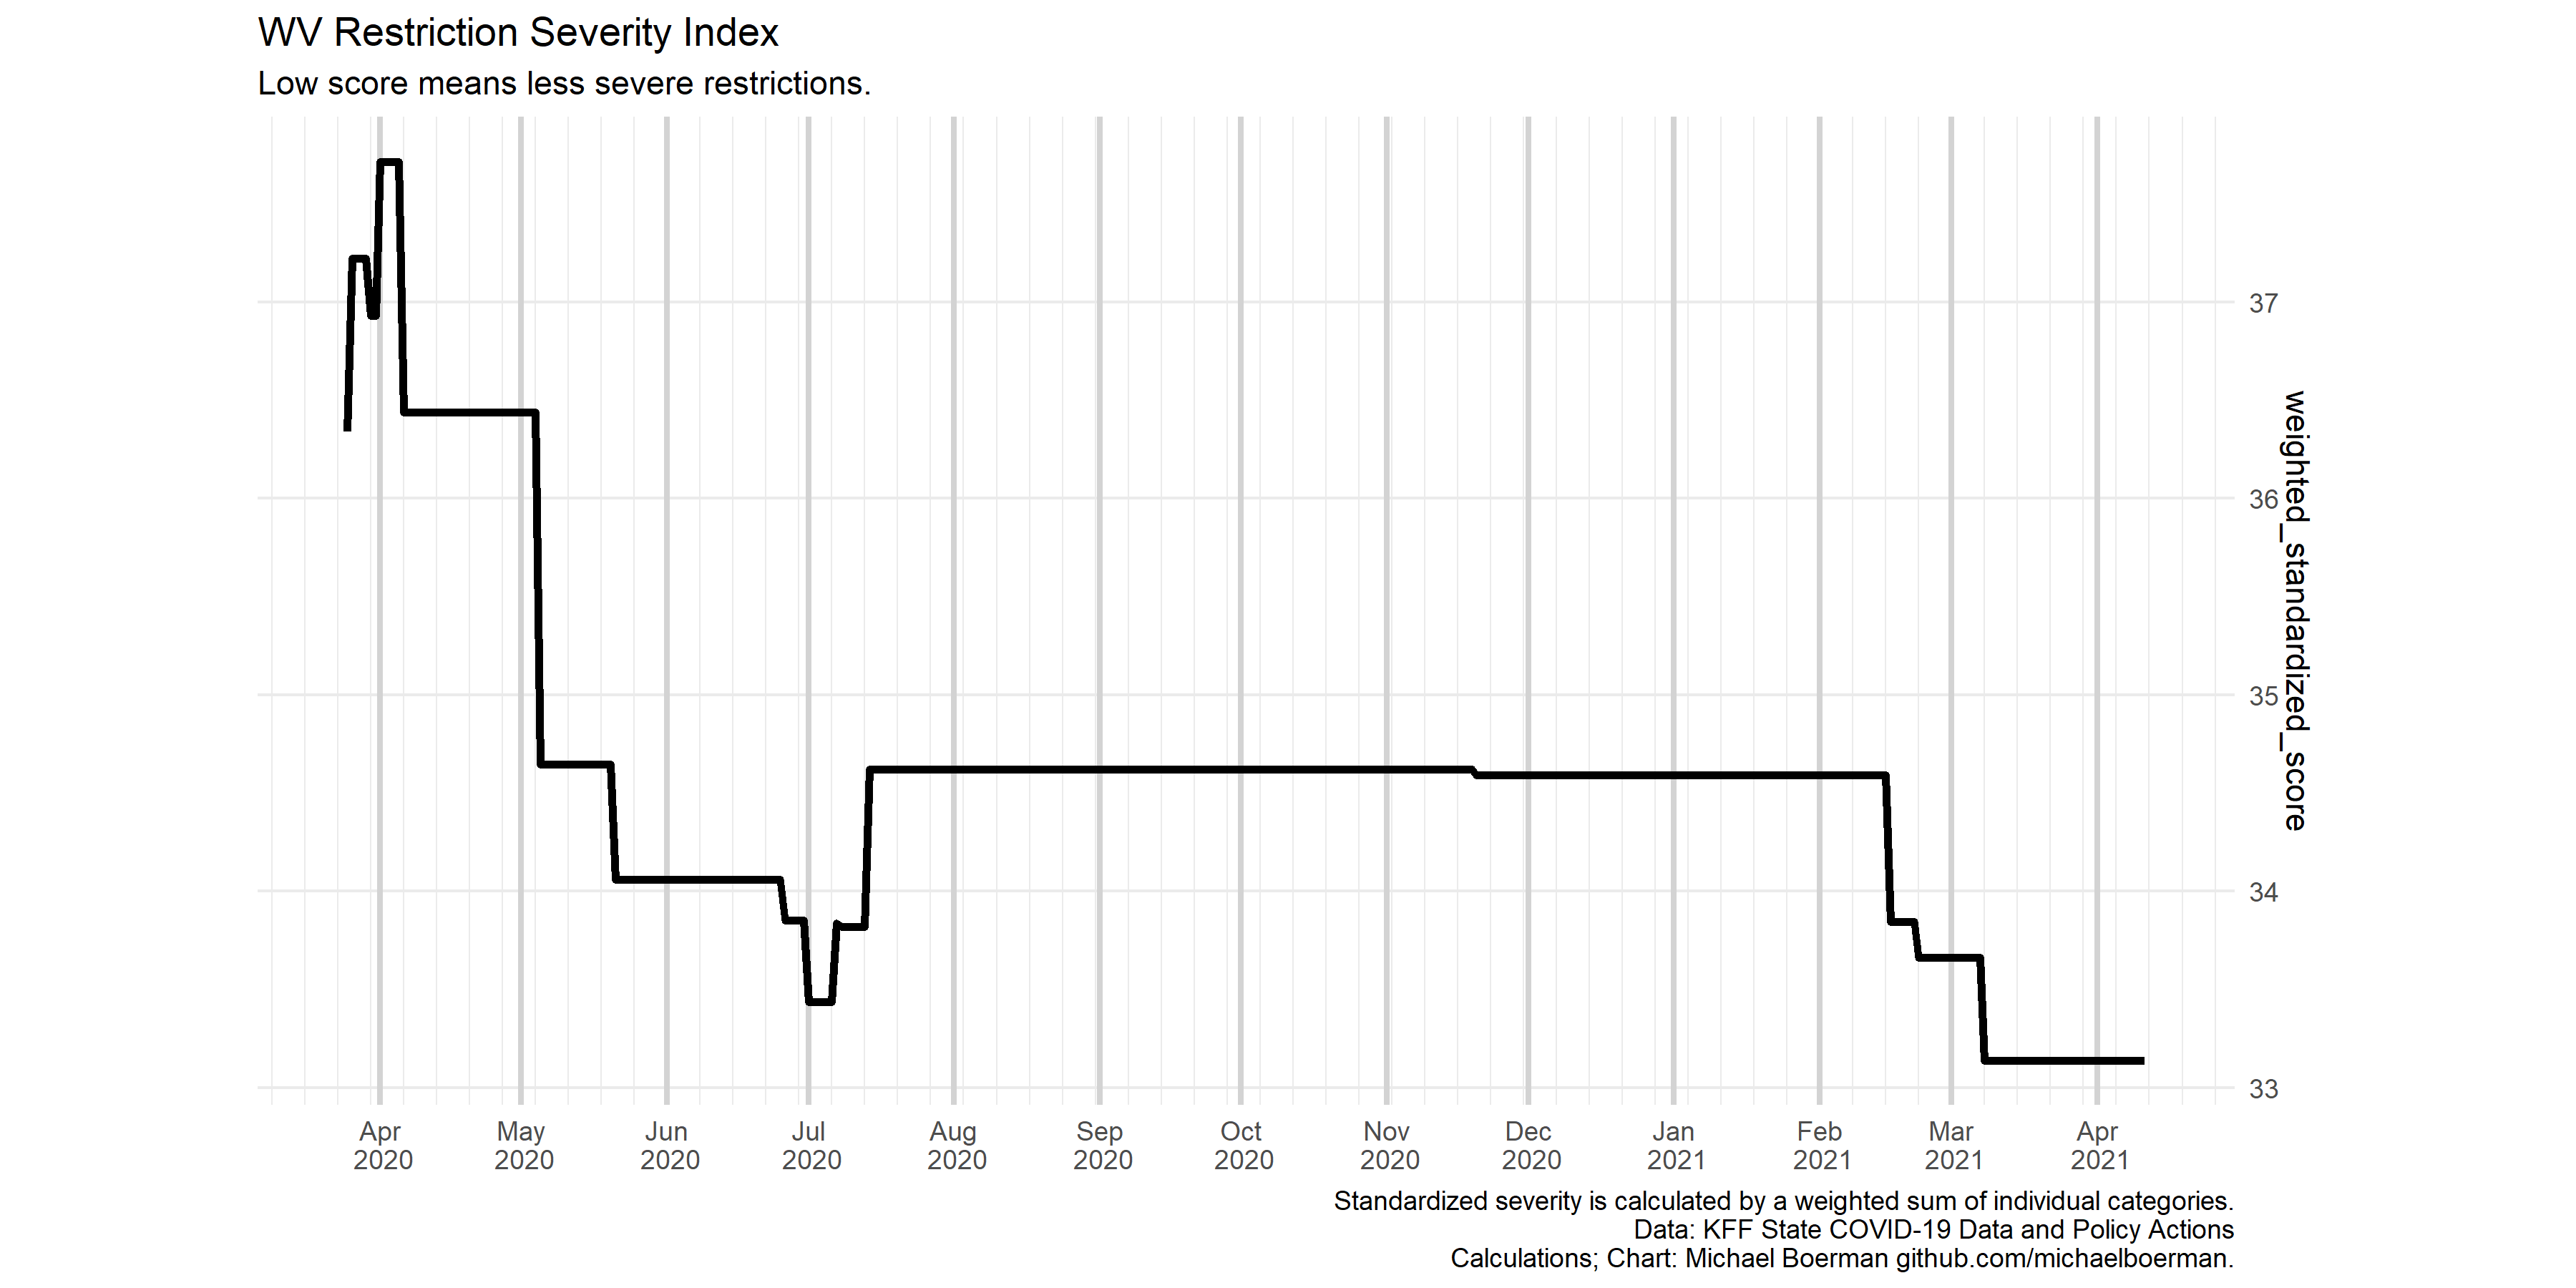 WV Restriction Severity Index
Low score means less severe restrictions.
37
36
35
34
33
weighted_standardized_score
Apr May Jun Jul Aug Sep Oct Nov Dec Jan Feb Mar Apr
2020 2020 2020 2020 2020 2020 2020 2020 2020 2021 2021 2021 2021
Standardized severity is calculated by a weighted sum of individual categories.
Data: KFF State COVID-19 Data and Policy Actions
Calculations; Chart: Michael Boerman github.com/michaelboerman.